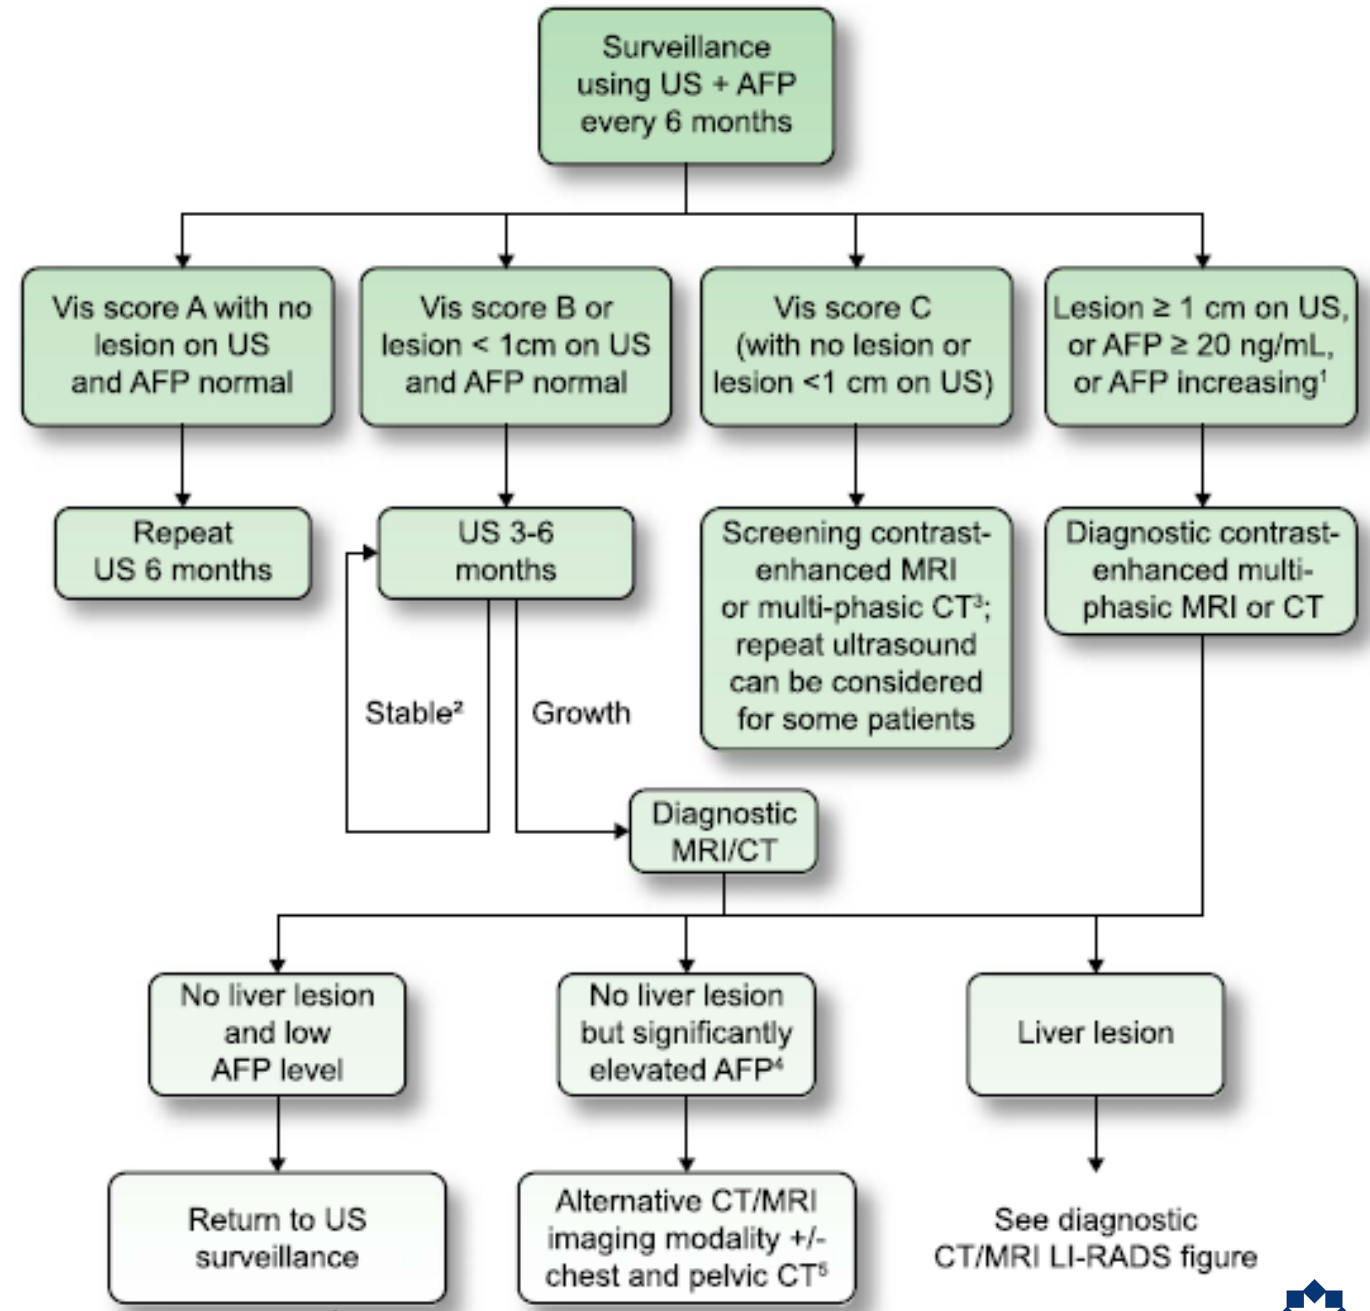 Surveillance
using US + AFP
every 6 months
Vis score A with no
lesion on US
and AFP normal
Vis score B or
lesion < 1cm on US
and AFP normal
Vis score C
(with no lesion or
lesion <1 cm on US)
Lesion ≥ 1 cm on US,
or AFP ≥ 20 ng/mL,
or AFP increasing¹
Repeat
US 6 months
US 3-6
months
Screening contrast-
enhanced MRI
or multi-phasic CT³;
repeat ultrasound
can be considered
for some patients
Diagnostic contrast-
enhanced multi-
phasic MRI or CT
Stable²
Growth
Diagnostic
MRI/CT
No liver lesion
and low
AFP level
No liver lesion
but significantly
elevated AFP⁴
Liver lesion
Return to US
surveillance
Alternative CT/MRI
imaging modality +/-
chest and pelvic CT⁵
See diagnostic
CT/MRI LI-RADS figure